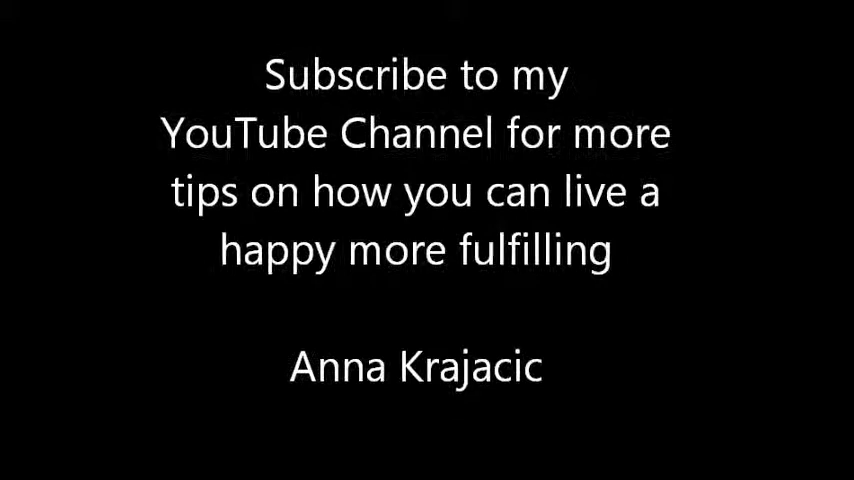 Subscribe to my
YouTube Channel for more
tips on how you can live a
happy more fulfilling
Anna Krajacic